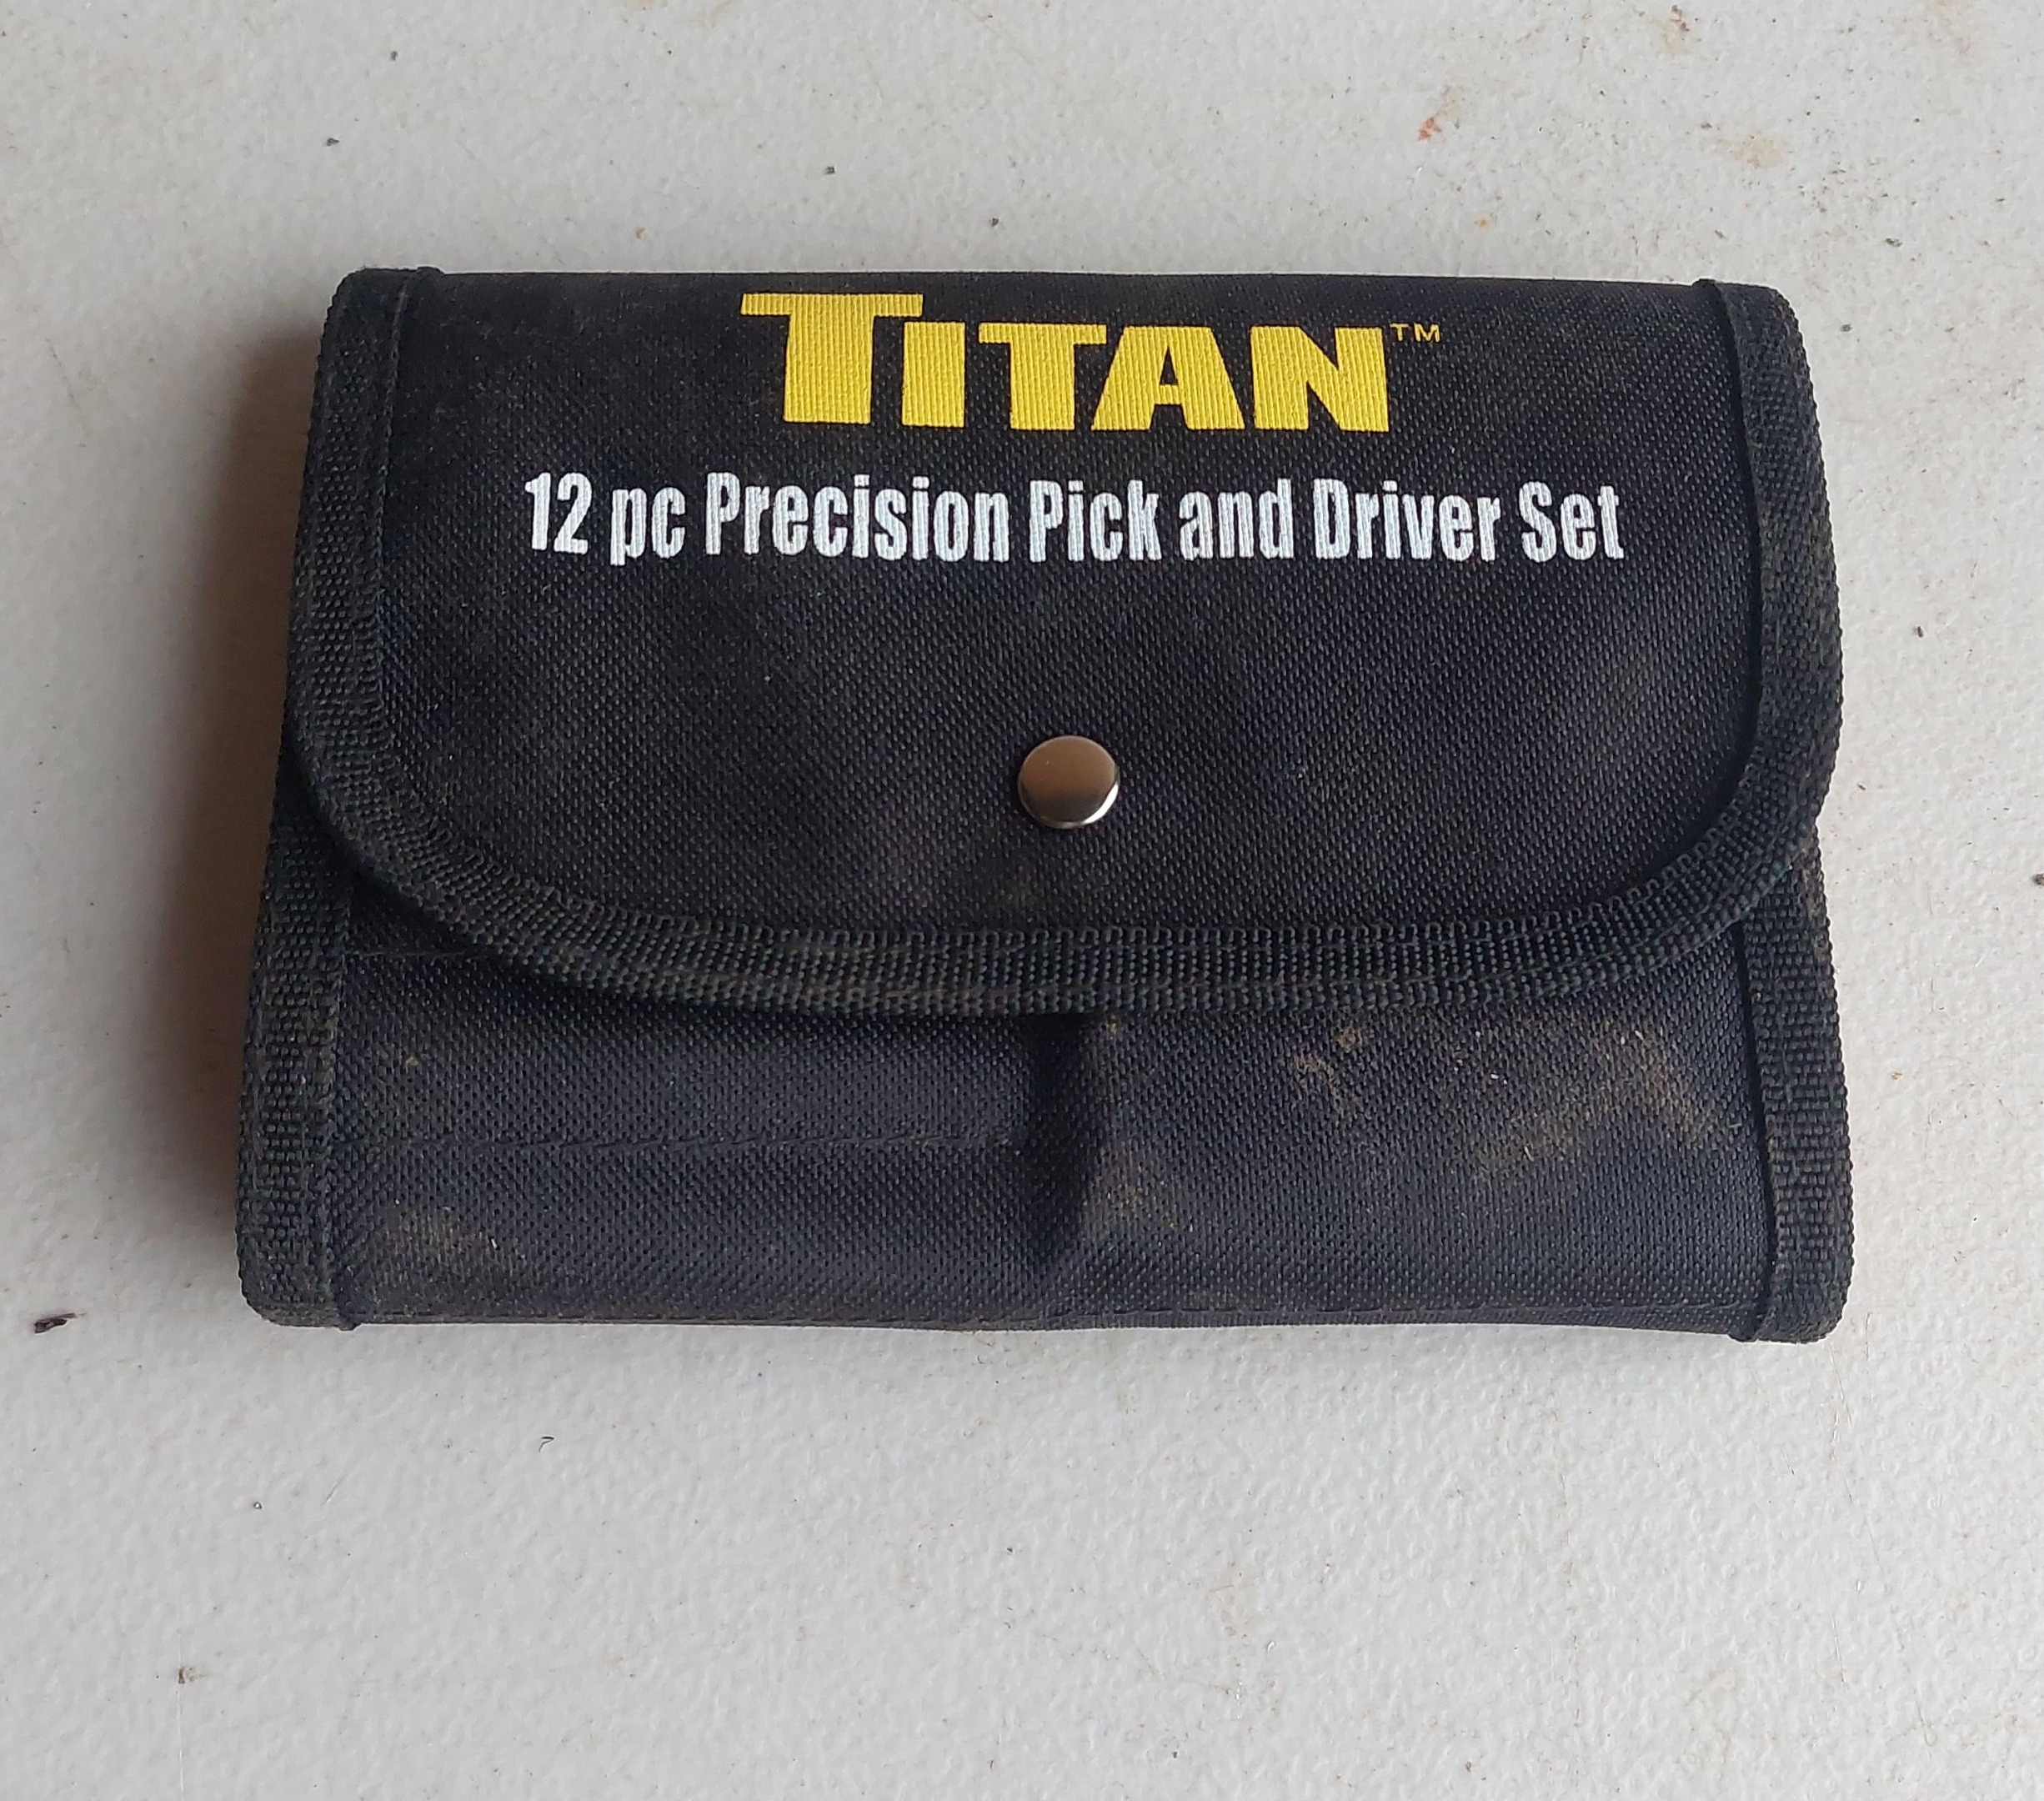 TITAN™
12 pc Precision Pick and Driver Set